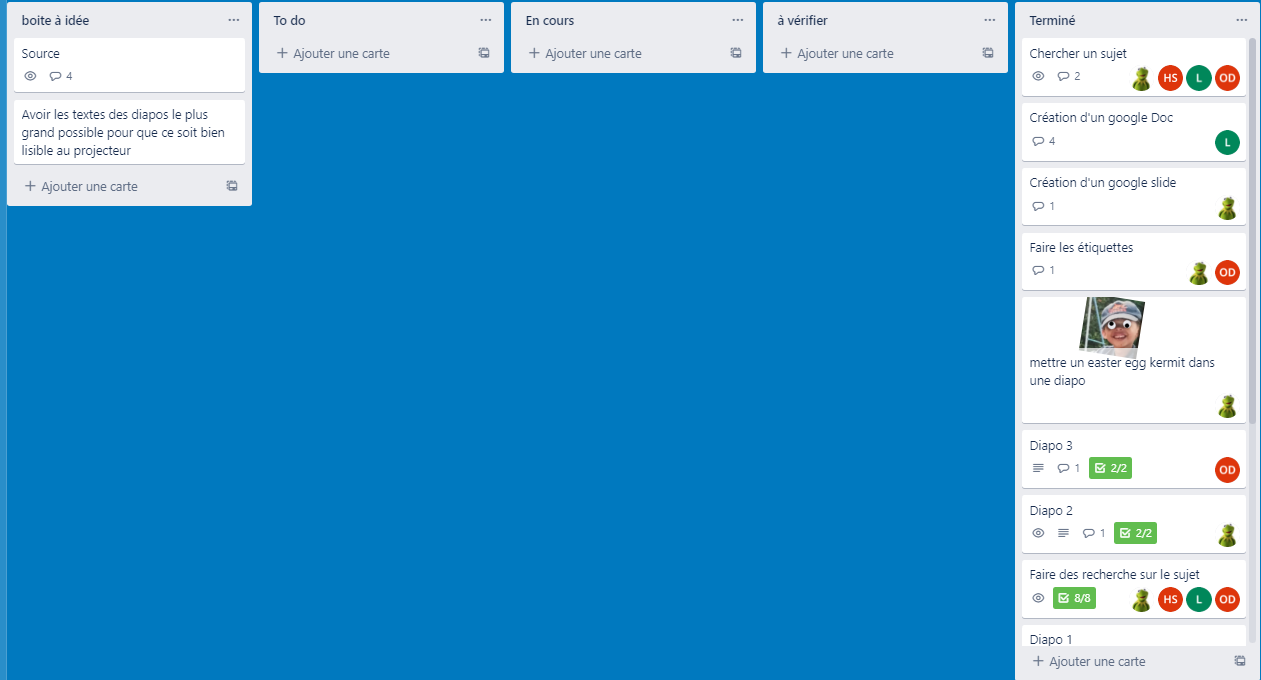 boite à idée
Source
4
Avoir les textes des diapos le plus
grand possible pour que ce soit bien
lisible au projecteur
+ Ajouter une carte
To do
+ Ajouter une carte
En cours
+ Ajouter une carte
à vérifier
+ Ajouter une carte
Terminé
Chercher un sujet
2 HS L OD
Création d'un google Doc
4 L
Création d'un google slide
1
Faire les étiquettes
1 OD
mettre un easter egg kermit dans
une diapo
Diapo 3
1 2/2 OD
Diapo 2
1 2/2
Faire des recherche sur le sujet
8/8 HS L OD
Diapo 1
+ Ajouter une carte